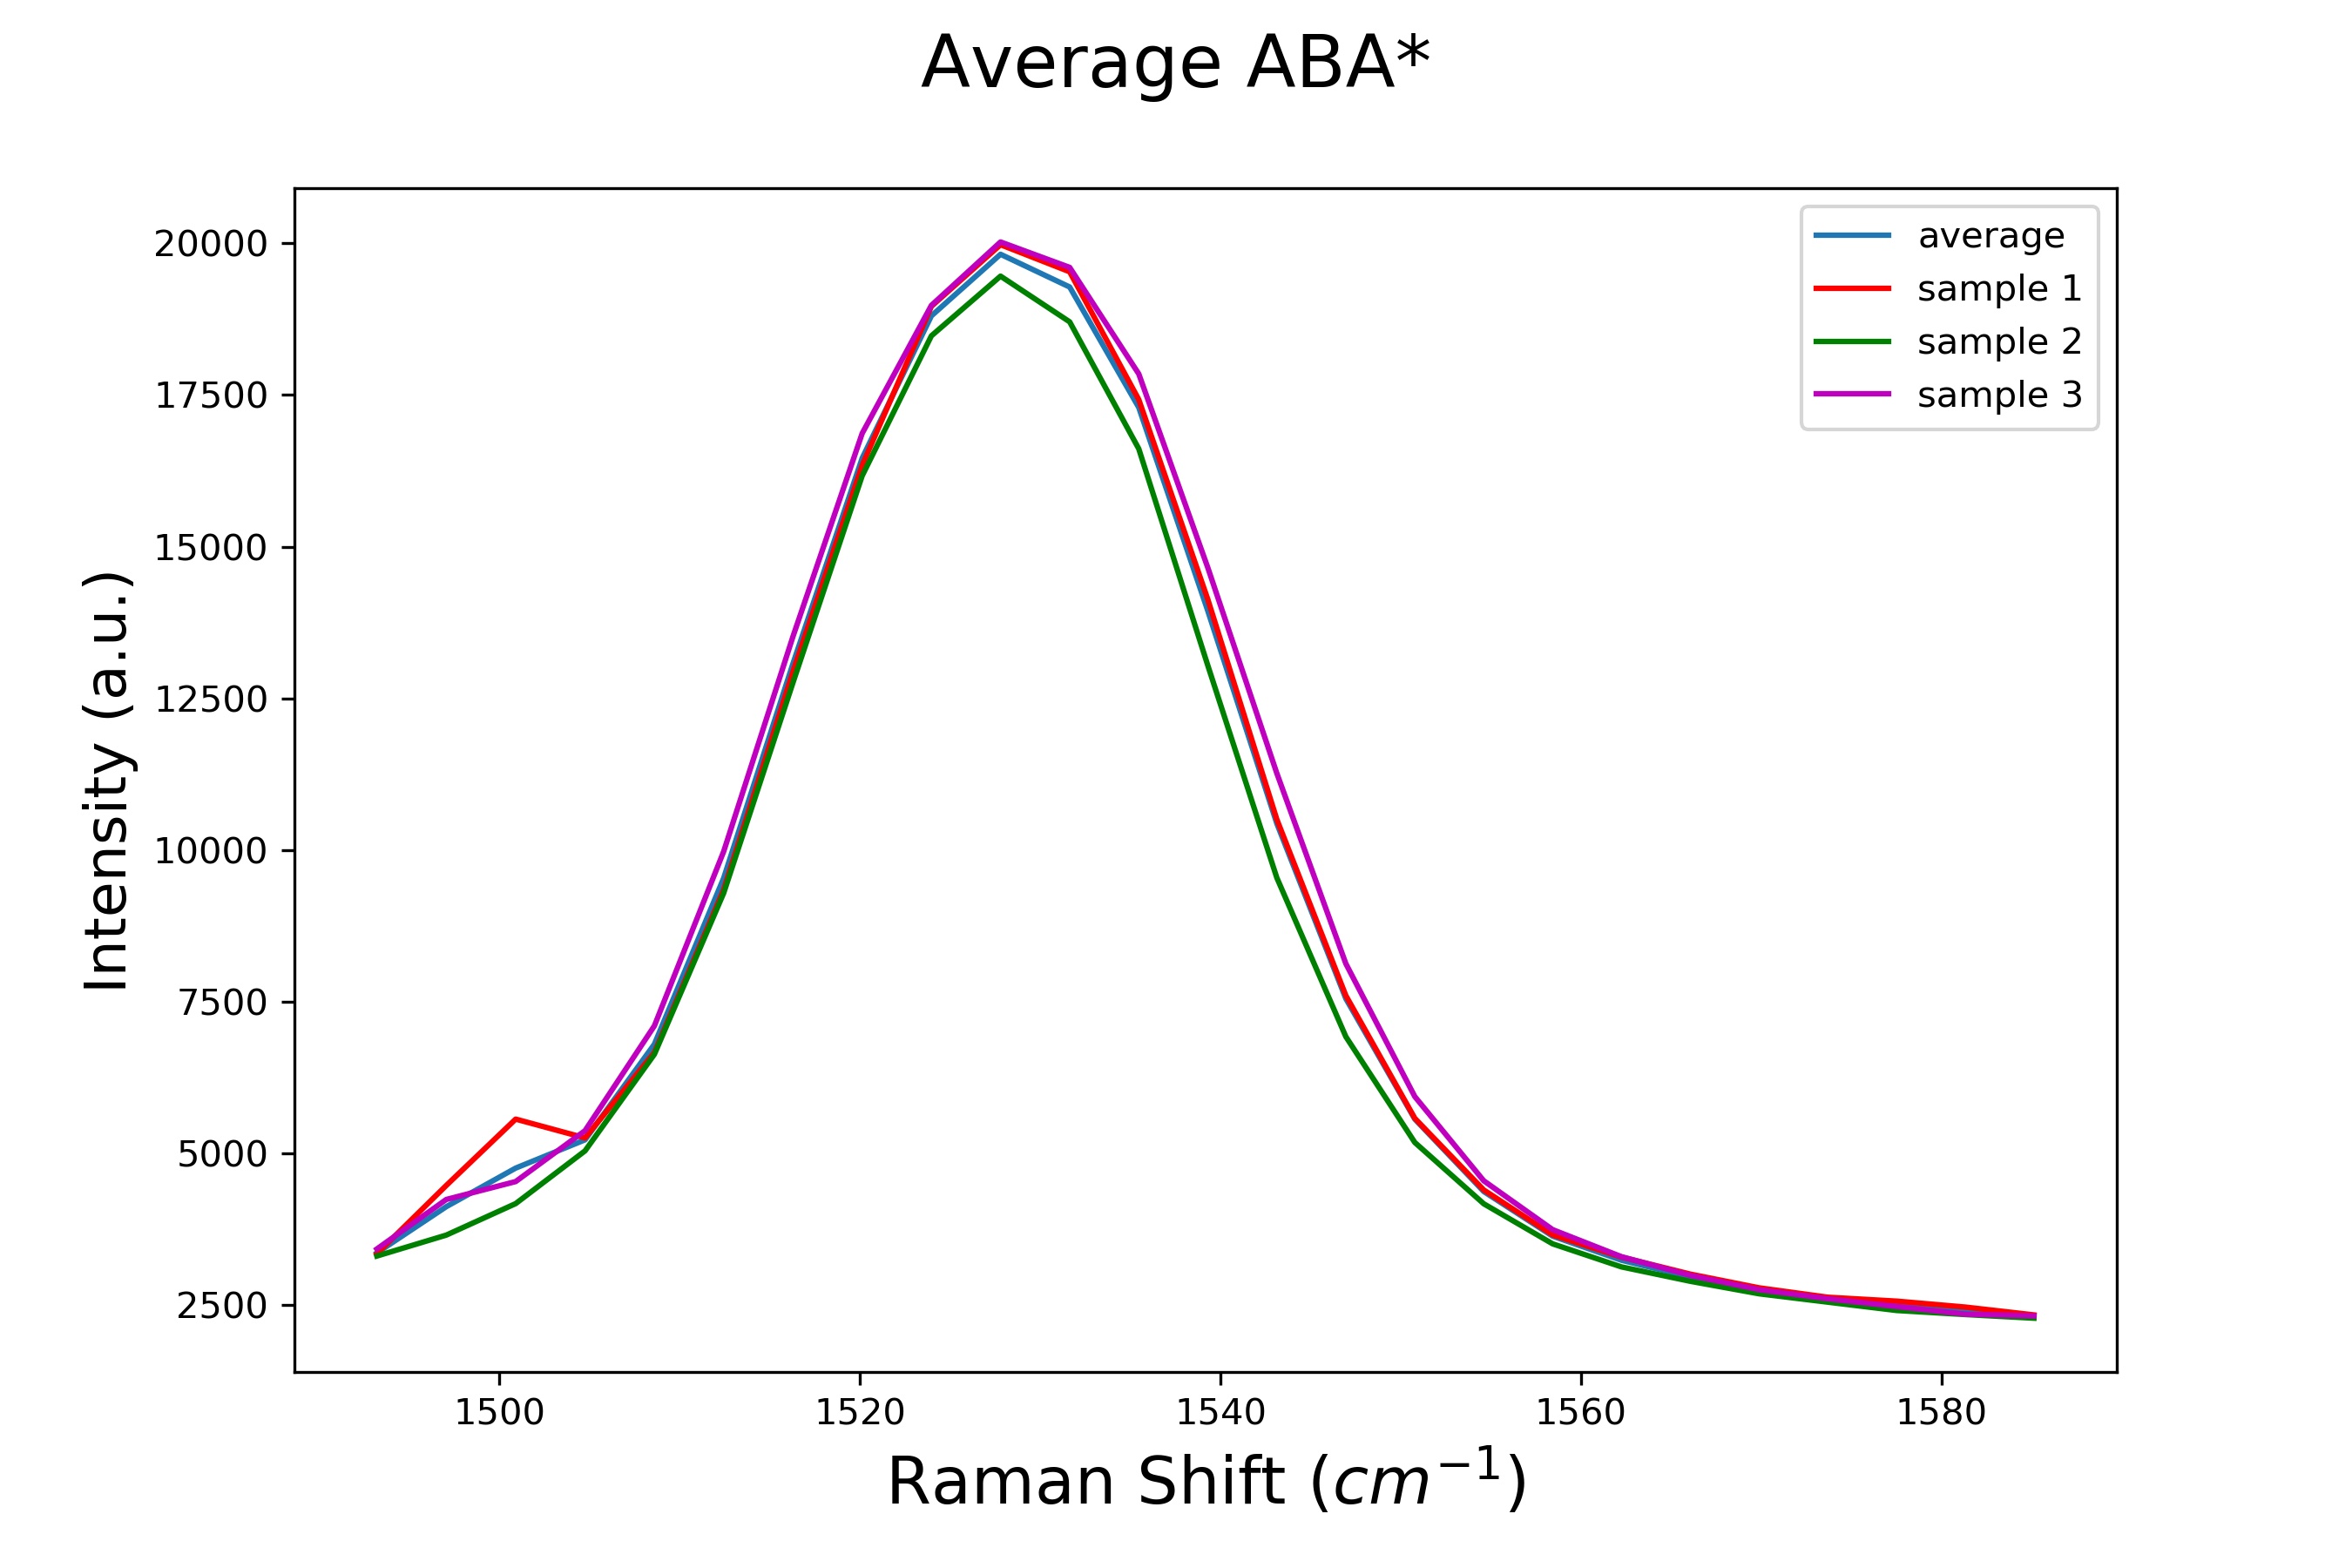 Average ABA*
average
sample 1
sample 2
sample 3
20000
17500
15000
12500
10000
7500
5000
2500
Intensity (a.u.)
1500 1520 1540 1560 1580
Raman Shift (cm⁻¹)